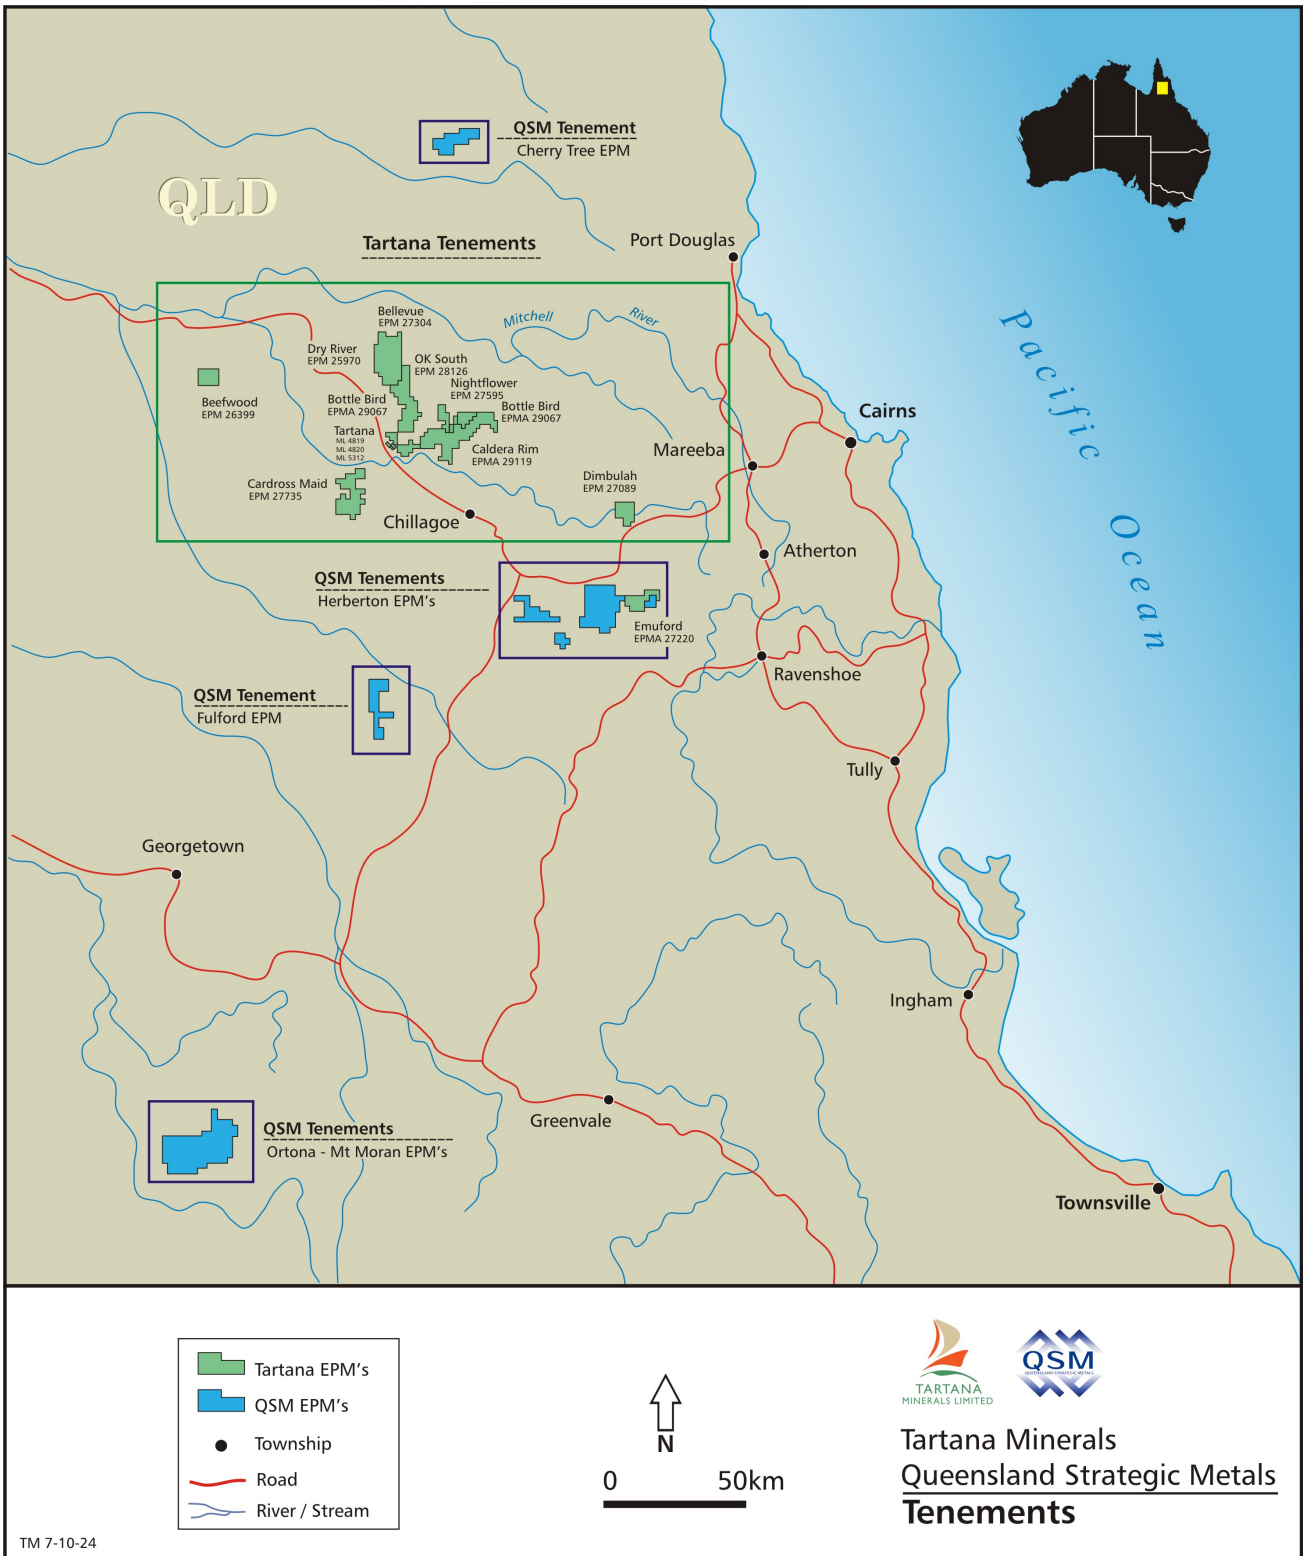 QSM Tenement
Cherry Tree EPM
QLD
Tartana Tenements
Port Douglas
Bellevue
EPM 27304
Mitchell
River
Dry River
EPM 25970
OK South
EPM 28126
Nightflower
EPM 27595
Beefwood
EPM 26399
Bottle Bird
EPMA 29067
Bottle Bird
EPMA 29067
Tartana
ML 4819
ML 4820
ML 5312
Caldera Rim
EPMA 29119
Mareeba
Cairns
Pacific
Ocean
Cardross Maid
EPM 27735
Dimbulah
EPM 27089
Chillagoe
Atherton
QSM Tenements
Herberton EPM's
Emuford
EPMA 27220
Ravenshoe
QSM Tenement
Fulford EPM
Tully
Georgetown
Ingham
Greenvale
QSM Tenements
Ortona - Mt Moran EPM's
Townsville
Tartana EPM's
QSM EPM's
Township
Road
River / Stream
N
0 50km
TARTANA
MINERALS LIMITED
QSM
QUEENSLAND STRATEGIC METALS
Tartana Minerals
Queensland Strategic Metals
Tenements
TM 7-10-24